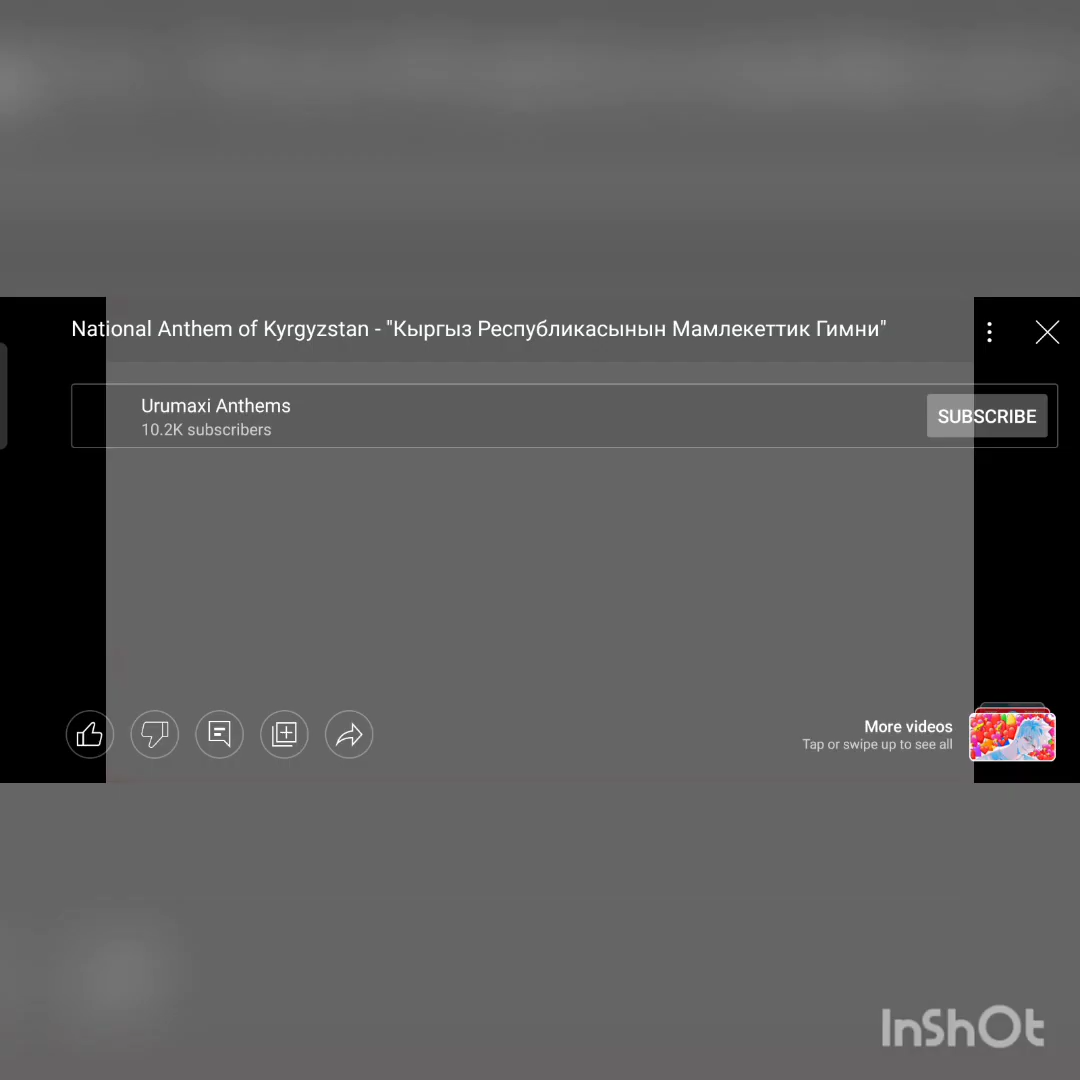 National Anthem of Kyrgyzstan - "Кыргыз Республикасынын Мамлекеттик Гимни"
Urumaxi Anthems
10.2K subscribers
SUBSCRIBE
More videos
Tap or swipe up to see all
InShOt